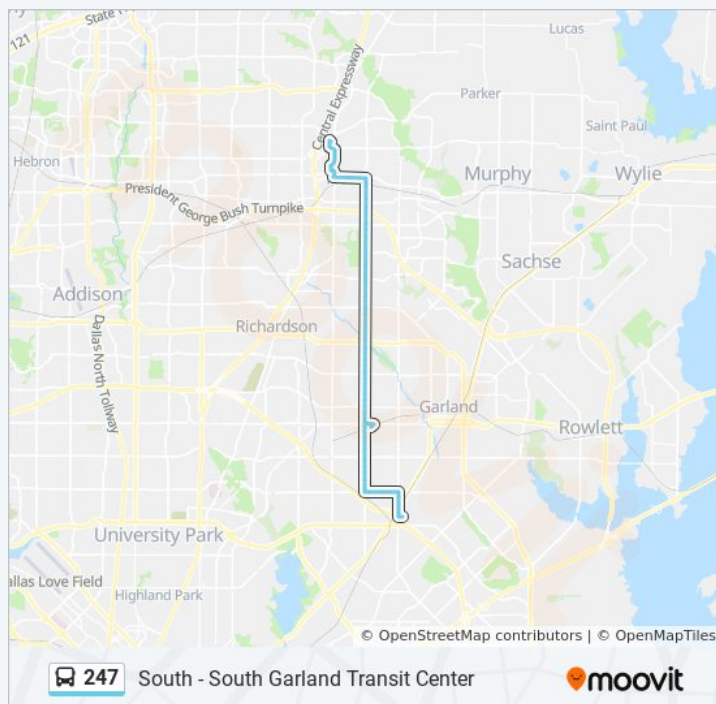 Lucas
State
121
Central Expressway
Parker
Saint Paul
Hebron
Murphy
Wylie
President George Bush Turnpike
Sachse
Addison
Richardson
Dallas North Tollway
Garland
Rowlett
University Park
allas Love Field
Highland Park
© OpenStreetMap contributors | © OpenMapTiles
247 South - South Garland Transit Center
moovit